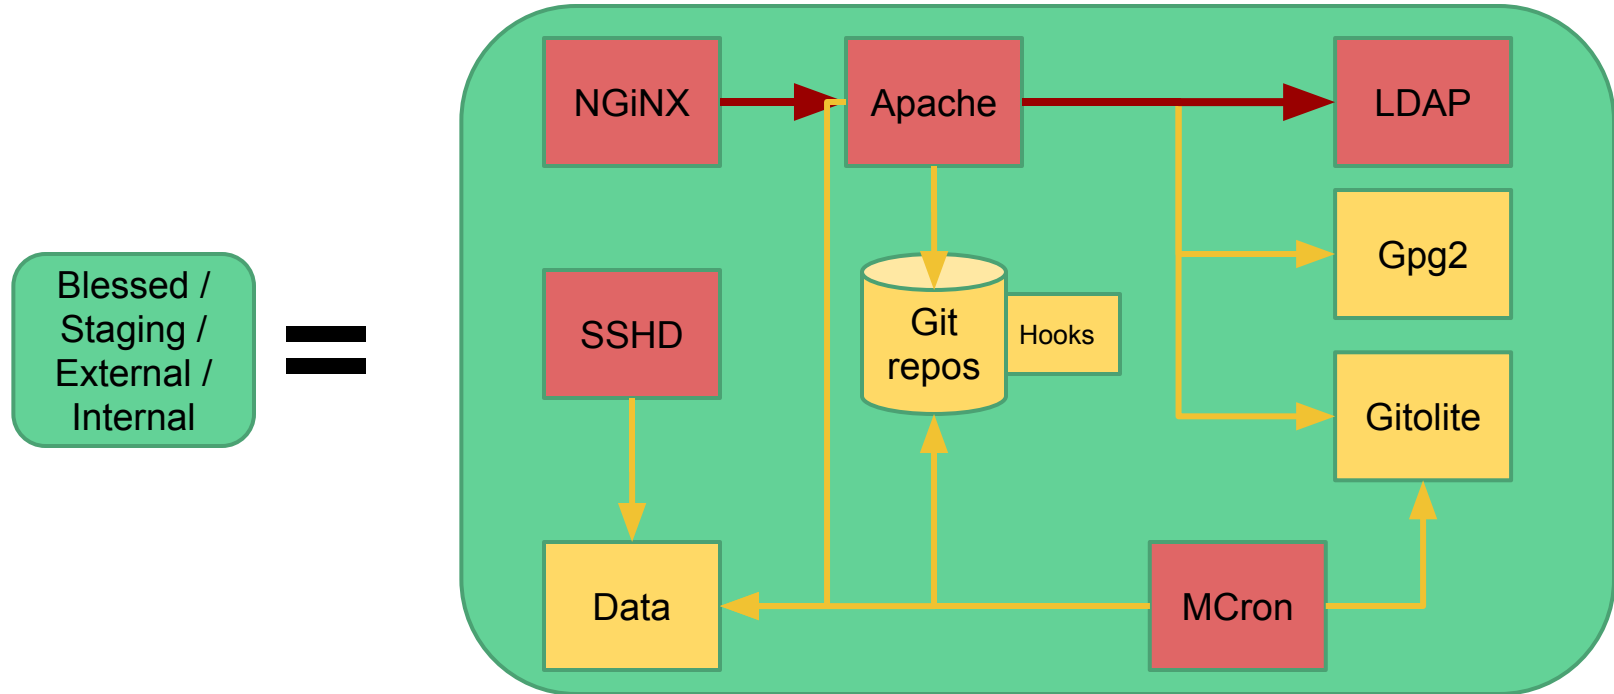 Blessed /
Staging /
External /
Internal
NGiNX
Apache
LDAP
Gpg2
SSHD
Git
repos
Hooks
Gitolite
Data
MCron